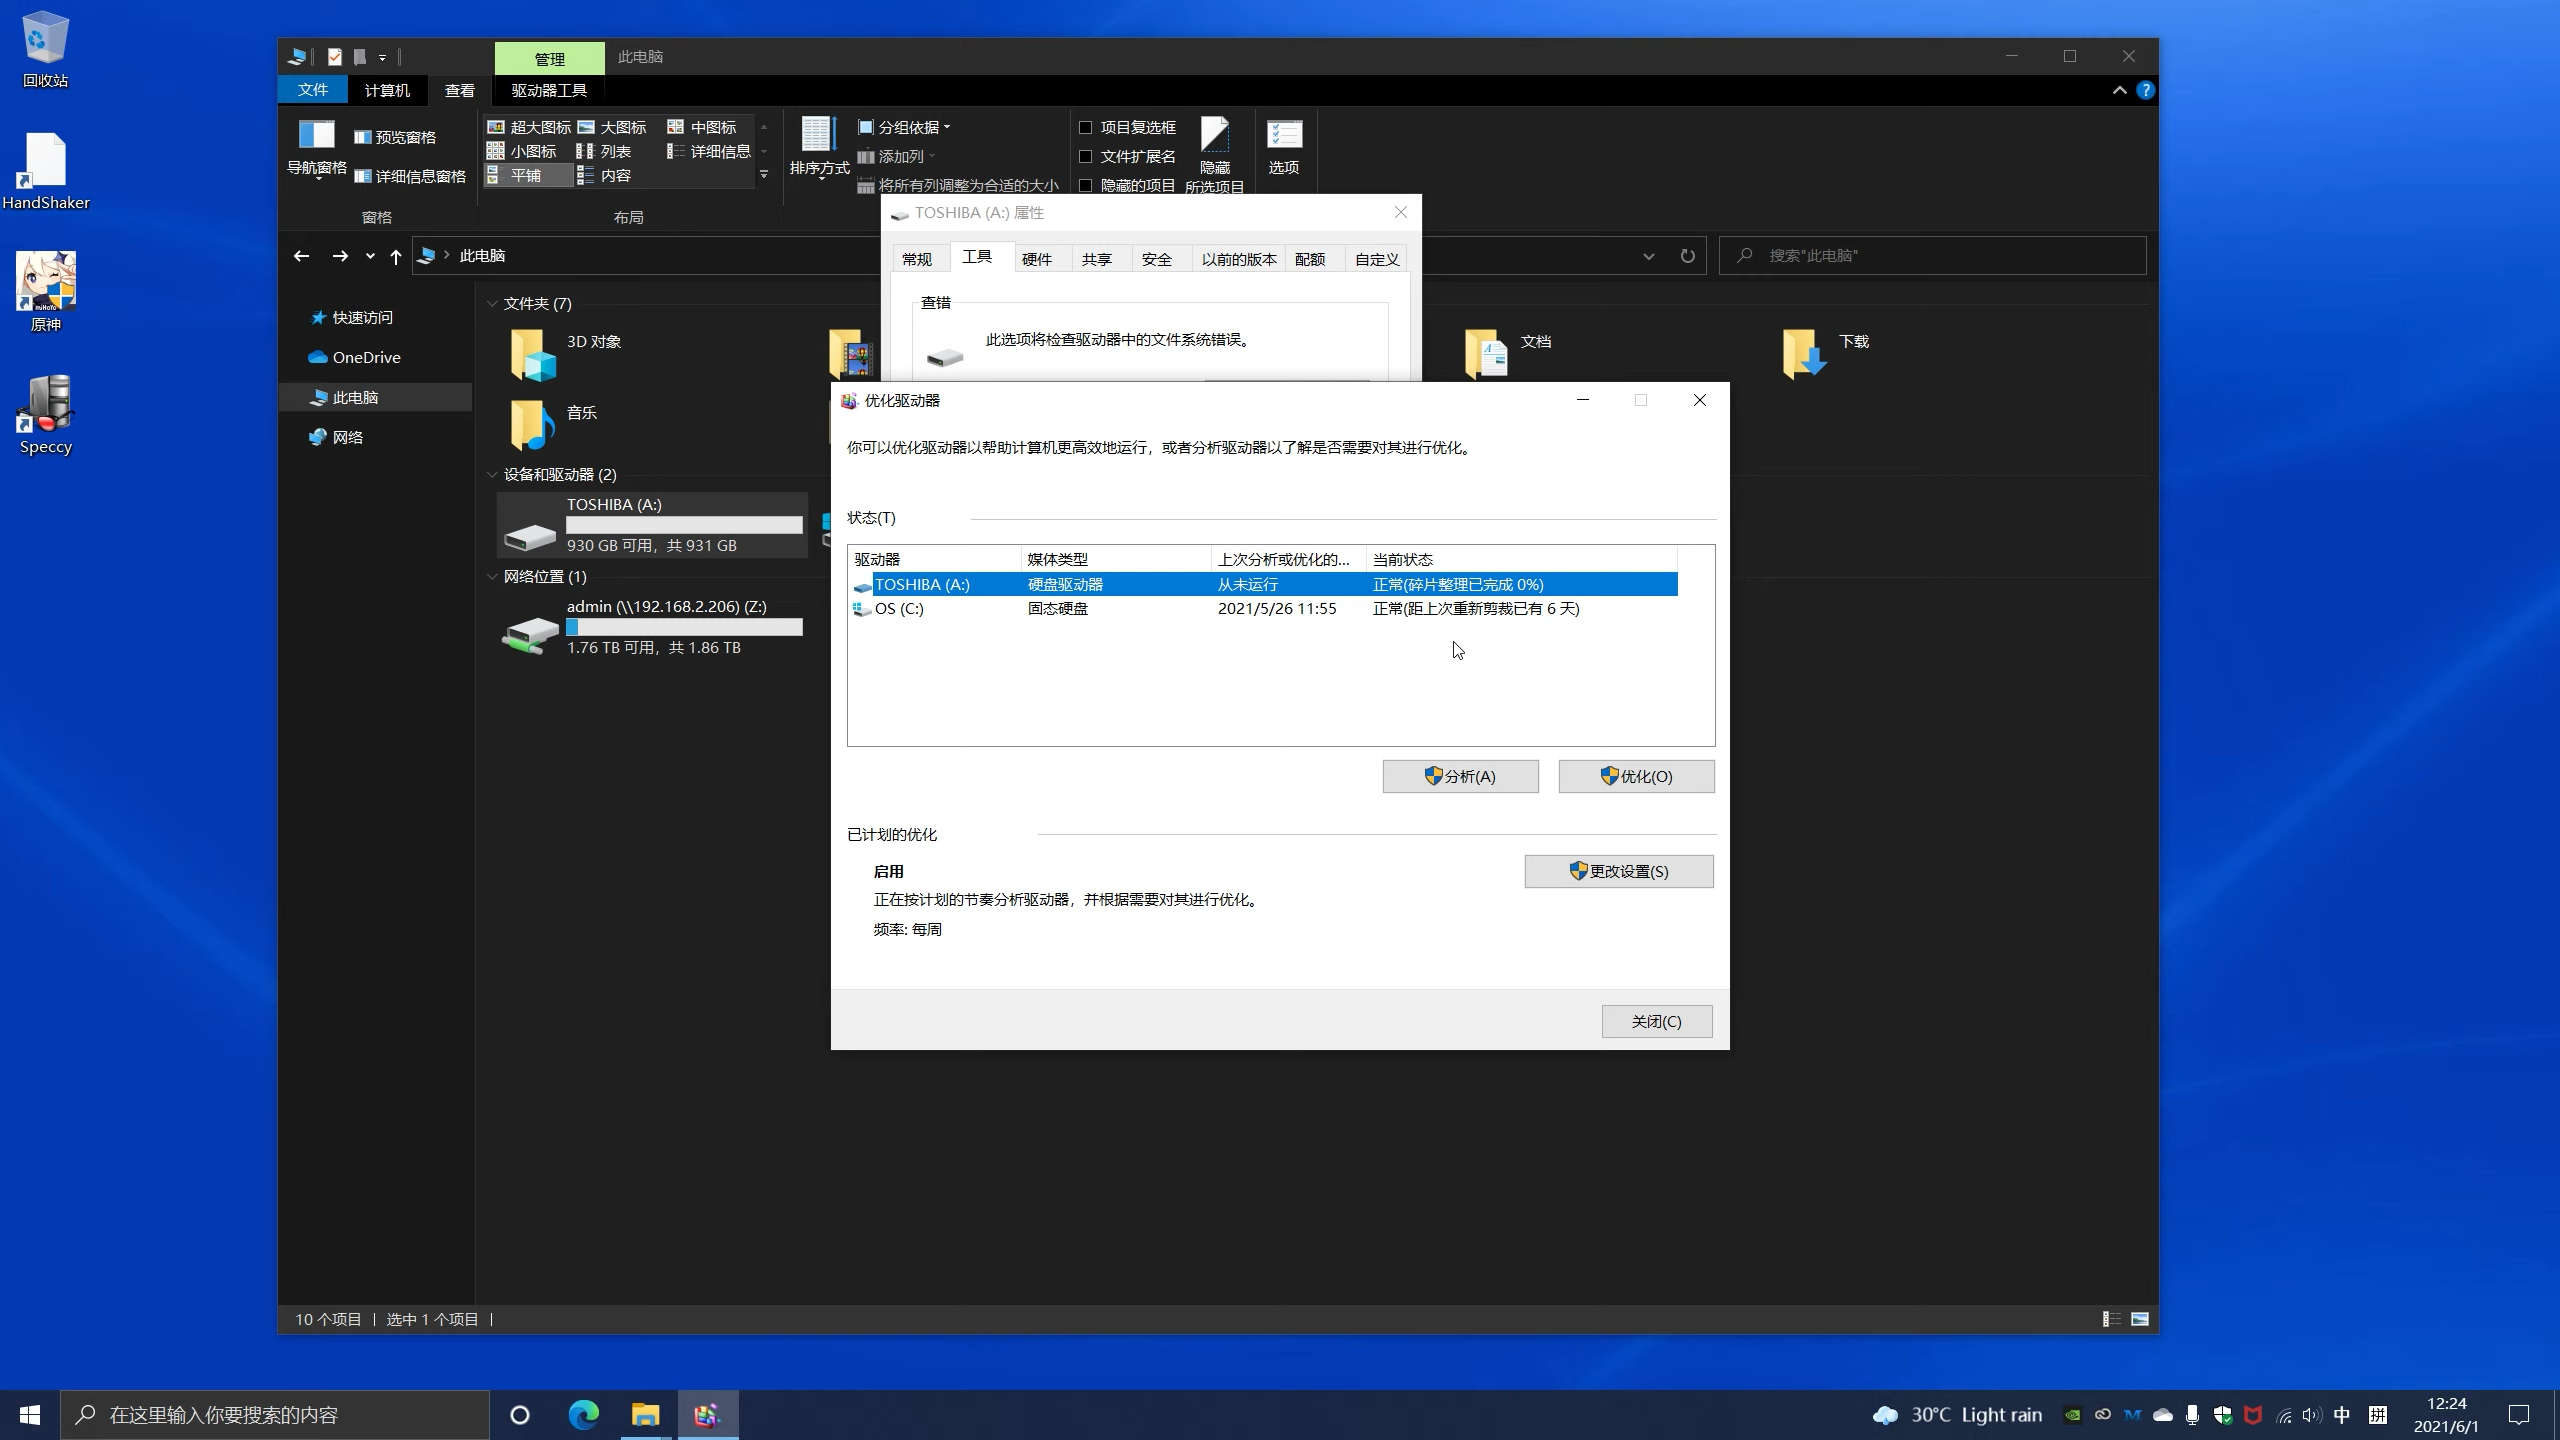 回收站
HandShaker
miHoYo
原神
Speccy
管理
此电脑
文件
计算机
查看
驱动器工具
导航窗格
预览窗格
详细信息窗格
窗格
超大图标
大图标
中图标
小图标
列表
详细信息
平铺
内容
布局
排序方式
分组依据
添加列
将所有列调整为合适的大小
项目复选框
文件扩展名
隐藏的项目
隐藏
所选项目
选项
此电脑
搜索"此电脑"
快速访问
OneDrive
此电脑
网络
文件夹 (7)
3D 对象
文档
下载
音乐
设备和驱动器 (2)
TOSHIBA (A:)
930 GB 可用，共 931 GB
网络位置 (1)
admin (\\192.168.2.206) (Z:)
1.76 TB 可用，共 1.86 TB
10 个项目
选中 1 个项目
TOSHIBA (A:) 属性
常规
工具
硬件
共享
安全
以前的版本
配额
自定义
查错
此选项将检查驱动器中的文件系统错误。
优化驱动器
你可以优化驱动器以帮助计算机更高效地运行，或者分析驱动器以了解是否需要对其进行优化。
状态(T)
驱动器 媒体类型 上次分析或优化的... 当前状态
TOSHIBA (A:) 硬盘驱动器 从未运行 正常(碎片整理已完成 0%)
OS (C:) 固态硬盘 2021/5/26 11:55 正常(距上次重新剪裁已有 6 天)
分析(A)
优化(O)
已计划的优化
启用
更改设置(S)
正在按计划的节奏分析驱动器，并根据需要对其进行优化。
频率: 每周
关闭(C)
在这里输入你要搜索的内容
30°C Light rain
中
拼
12:24
2021/6/1